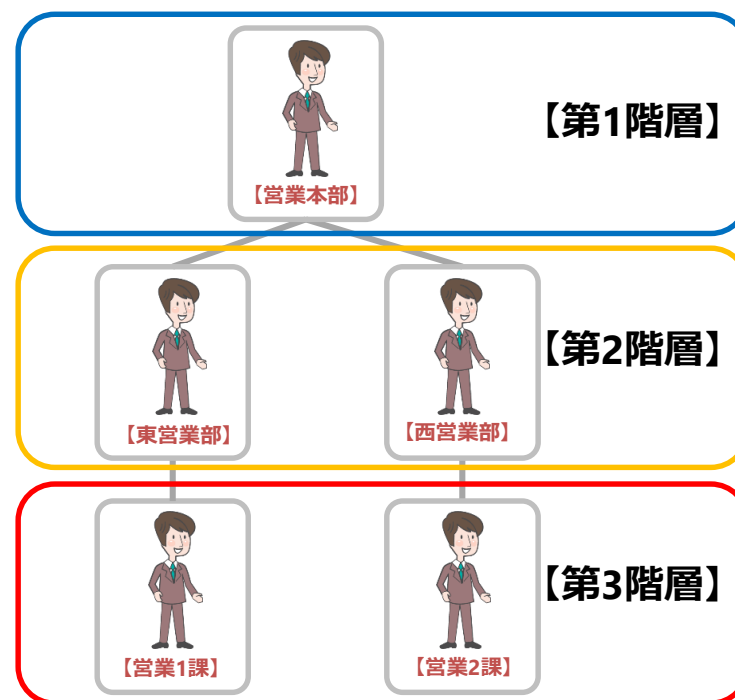 【第1階層】
【営業本部】
【第2階層】
【東営業部】
【西営業部】
【第3階層】
【営業1課】
【営業2課】